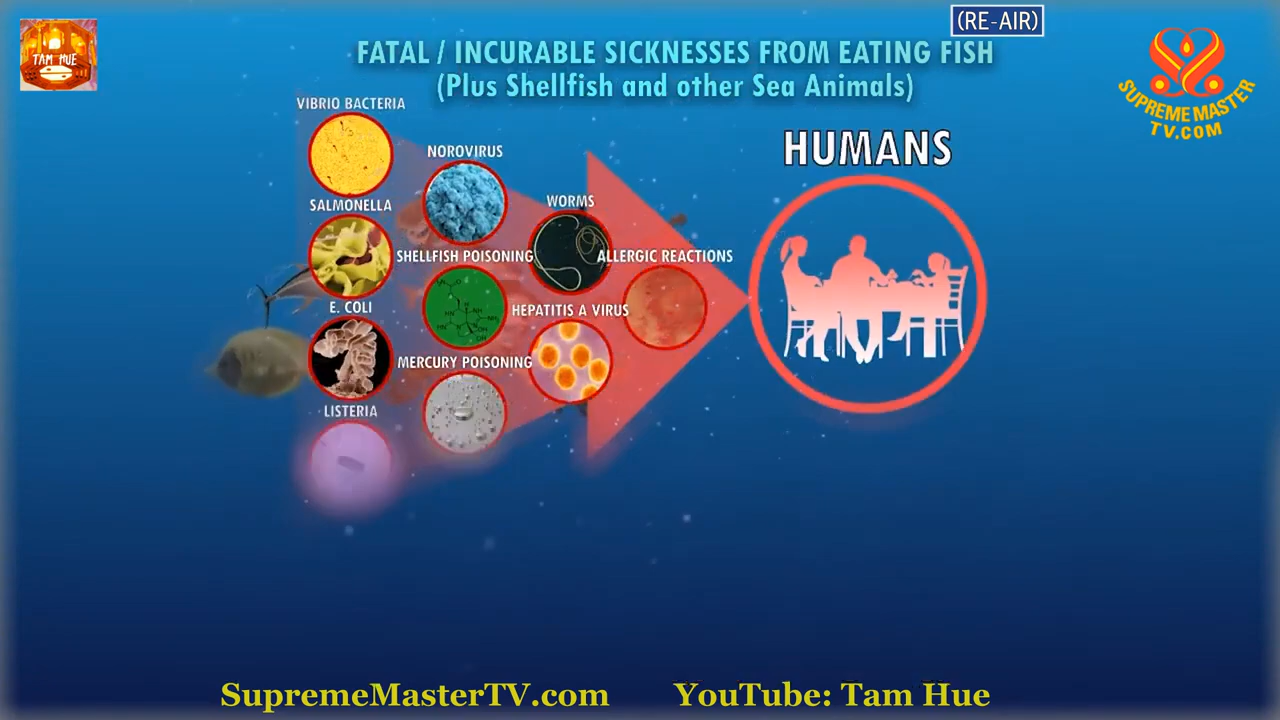 (RE-AIR)
TAM HUE
FATAL / INCURABLE SICKNESSES FROM EATING FISH
(Plus Shellfish and other Sea Animals)
SUPREME MASTER
TV.COM
VIBRIO BACTERIA
HUMANS
NOROVIRUS
SALMONELLA
WORMS
SHELLFISH POISONING
ALLERGIC REACTIONS
E. COLI
HEPATITIS A VIRUS
MERCURY POISONING
LISTERIA
SupremeMasterTV.com YouTube: Tam Hue